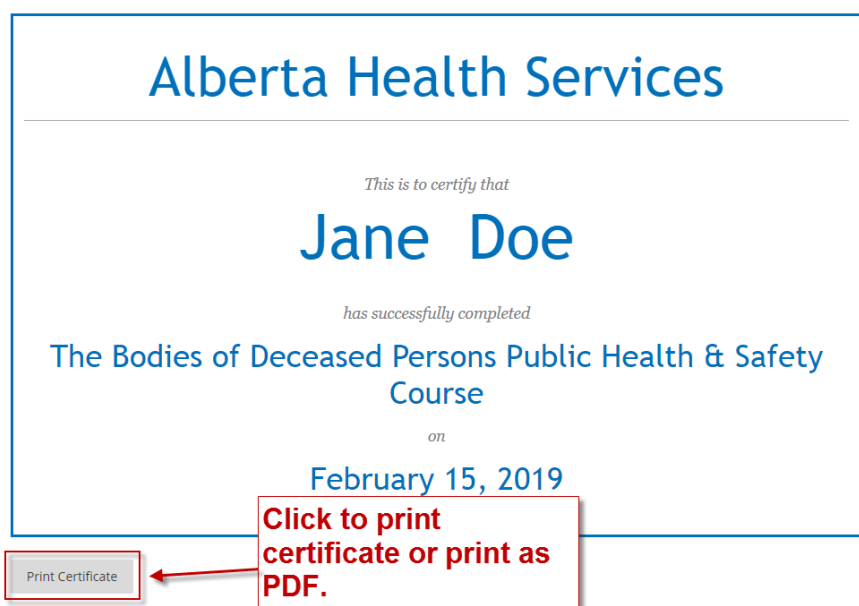 Alberta Health Services
This is to certify that
Jane Doe
has successfully completed
The Bodies of Deceased Persons Public Health & Safety
Course
on
February 15, 2019
Click to print
certificate or print as
PDF.
Print Certificate